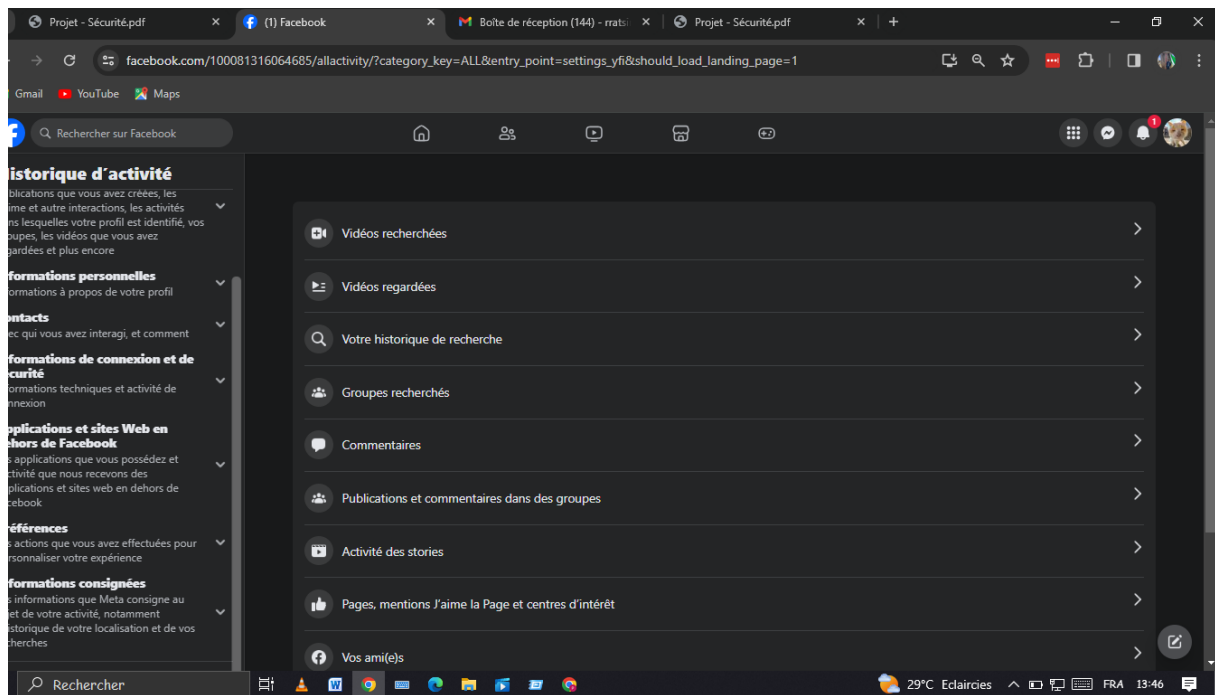 Projet - Sécurité.pdf
(1) Facebook
Boîte de réception (144) - rratsi
Projet - Sécurité.pdf
facebook.com/100081316064685/allactivity/?category_key=ALL&entry_point=settings_yfi&should_load_landing_page=1
Gmail
YouTube
Maps
Rechercher sur Facebook
1
istorique d'activité
blications que vous avez créées, les
ime et autre interactions, les activités
ns lesquelles votre profil est identifié, vos
oupes, les vidéos que vous avez
gardées et plus encore
formations personnelles
formations à propos de votre profil
ontacts
ec qui vous avez interagi, et comment
formations de connexion et de
curité
formations techniques et activité de
nnexion
pplications et sites Web en
ehors de Facebook
s applications que vous possédez et
ctivité que nous recevons des
plications et sites web en dehors de
cebook
références
s actions que vous avez effectuées pour
rsonnaliser votre expérience
formations consignées
s informations que Meta consigne au
jet de votre activité, notamment
istorique de votre localisation et de vos
cherches
Vidéos recherchées
Vidéos regardées
Votre historique de recherche
Groupes recherchés
Commentaires
Publications et commentaires dans des groupes
Activité des stories
Pages, mentions J'aime la Page et centres d'intérêt
Vos ami(e)s
Rechercher
29°C Eclaircies
FRA
13:46